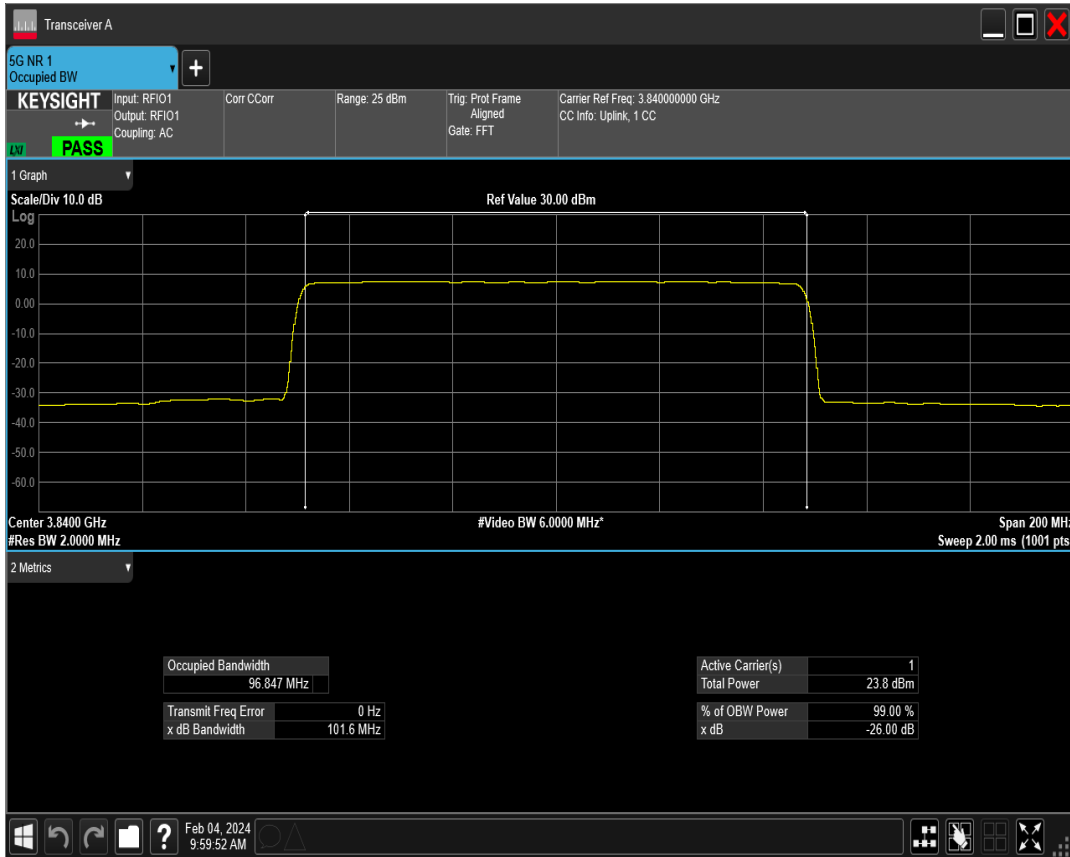 Transceiver A
5G NR 1
Occupied BW
+
KEYSIGHT
LXI
PASS
Input: RFIO1
Output: RFIO1
Coupling: AC
Corr CCorr
Range: 25 dBm
Trig: Prot Frame
Aligned
Gate: FFT
Carrier Ref Freq: 3.840000000 GHz
CC Info: Uplink, 1 CC
1 Graph
Scale/Div 10.0 dB
Ref Value 30.00 dBm
Log
20.0
10.0
0.00
-10.0
-20.0
-30.0
-40.0
-50.0
-60.0
Center 3.8400 GHz
#Video BW 6.0000 MHz*
Span 200 MHz
#Res BW 2.0000 MHz
Sweep 2.00 ms (1001 pts
2 Metrics
Occupied Bandwidth
96.847 MHz
Transmit Freq Error 0 Hz
x dB Bandwidth 101.6 MHz
Active Carrier(s) 1
Total Power 23.8 dBm
% of OBW Power 99.00 %
x dB -26.00 dB
?
Feb 04, 2024
9:59:52 AM